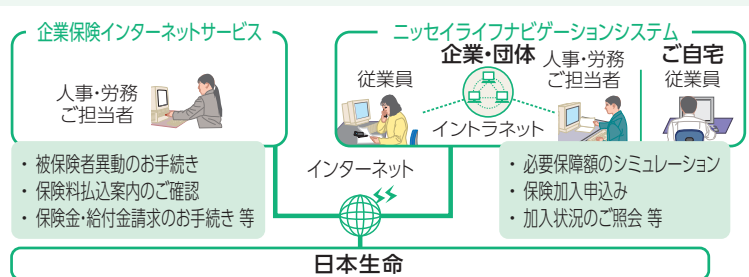 企業保険インターネットサービス
人事・労務
ご担当者
・ 被保険者異動のお手続き
・ 保険料払込案内のご確認
・ 保険金・給付金請求のお手続き 等
ニッセイライフナビゲーションシステム
企業・団体
従業員
イントラネット
人事・労務
ご担当者
ご自宅
従業員
・ 必要保障額のシミュレーション
・ 保険加入申込み
・ 加入状況のご照会 等
インターネット
日本生命